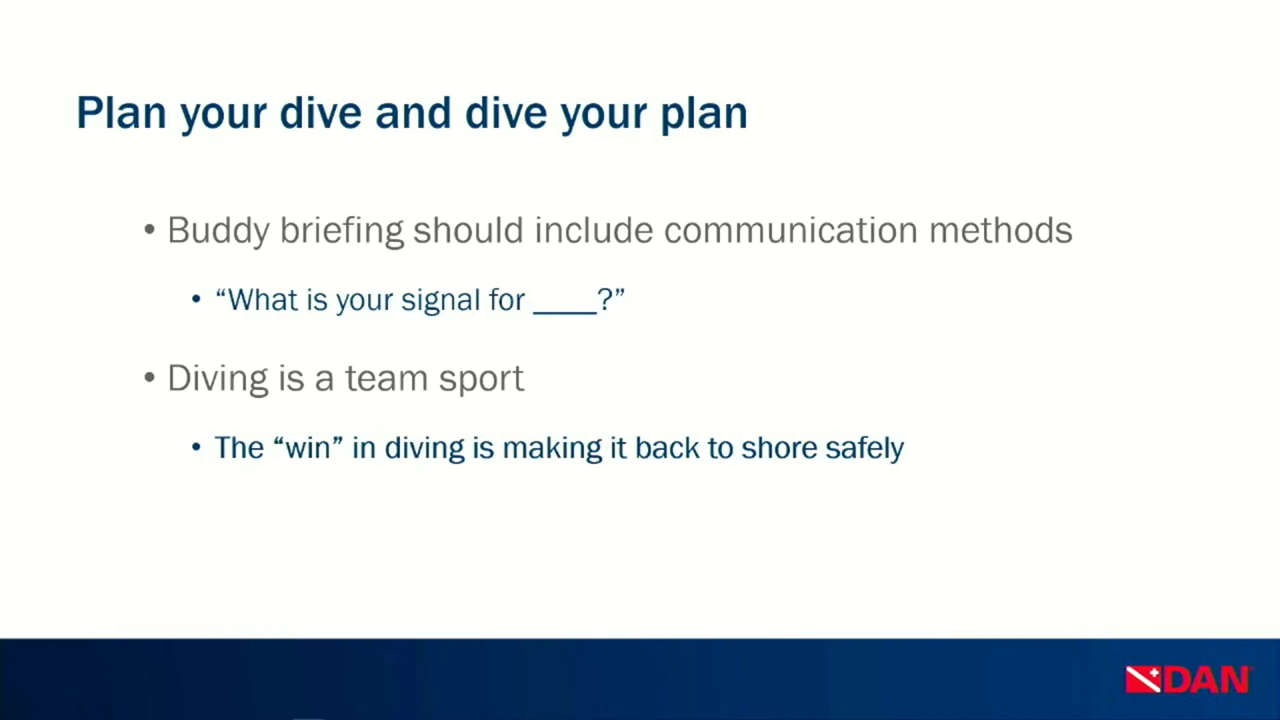 Plan your dive and dive your plan
• Buddy briefing should include communication methods
• “What is your signal for ____?”
• Diving is a team sport
• The “win” in diving is making it back to shore safely
DAN